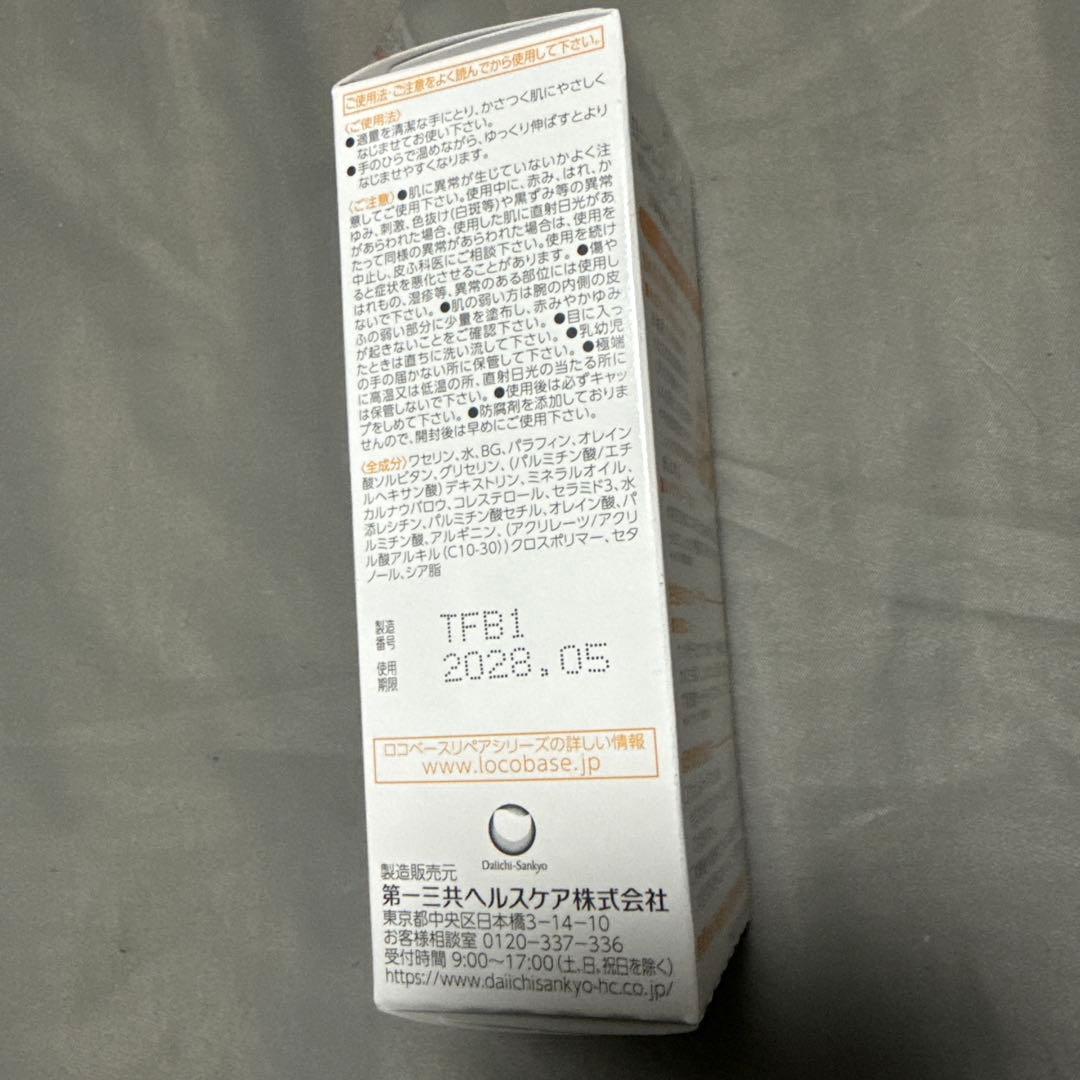 ご使用法・ご注意をよく読んでから使用して下さい。
〈ご使用法〉
●適量を清潔な手にとり、かさつく肌にやさしく
なじませてお使い下さい。
●手のひらで温めながら、ゆっくり伸ばすとより
なじませやすくなります。
〈ご注意〉●肌に異常が生じていないかよく注
意してご使用下さい。使用中に、赤み、はれ、か
ゆみ、刺激、色抜け(白斑等)や黒ずみ等の異常
があらわれた場合、使用した肌に直射日光があ
たって同様の異常があらわれた場合は、使用を
中止し、皮ふ科医にご相談下さい。使用を続け
ると症状を悪化させることがあります。●傷や
はれもの、湿疹等、異常のある部位には使用し
ないで下さい。●肌の弱い方は腕の内側の皮
ふの弱い部分に少量を塗布し、赤みやかゆみ
が起きないことをご確認下さい。●目に入っ
たときは直ちに洗い流して下さい。●乳幼児
の手の届かない所に保管して下さい。●極端
に高温又は低温の所、直射日光の当たる所に
は保管しないで下さい。●使用後は必ずキャッ
プをしめて下さい。●防腐剤を添加しておりま
せんので、開封後は早めにご使用下さい。
〈全成分〉ワセリン、水、BG、パラフィン、オレイン
酸ソルビタン、グリセリン、(パルミチン酸/エチ
ルヘキサン酸)デキストリン、ミネラルオイル、
カルナウバロウ、コレステロール、セラミド3、水
添レシチン、パルミチン酸セチル、オレイン酸、パ
ルミチン酸、アルギニン、(アクリレーツ/アクリ
ル酸アルキル(C10-30))クロスポリマー、セタ
ノール、シア脂
製造番号 TFB1
使用期限 2028.05
ロコベースリペアシリーズの詳しい情報
www.locobase.jp
Daiichi-Sankyo
製造販売元
第一三共ヘルスケア株式会社
東京都中央区日本橋3-14-10
お客様相談室 0120-337-336
受付時間 9:00〜17:00(土、日、祝日を除く)
https://www.daiichisankyo-hc.co.jp/